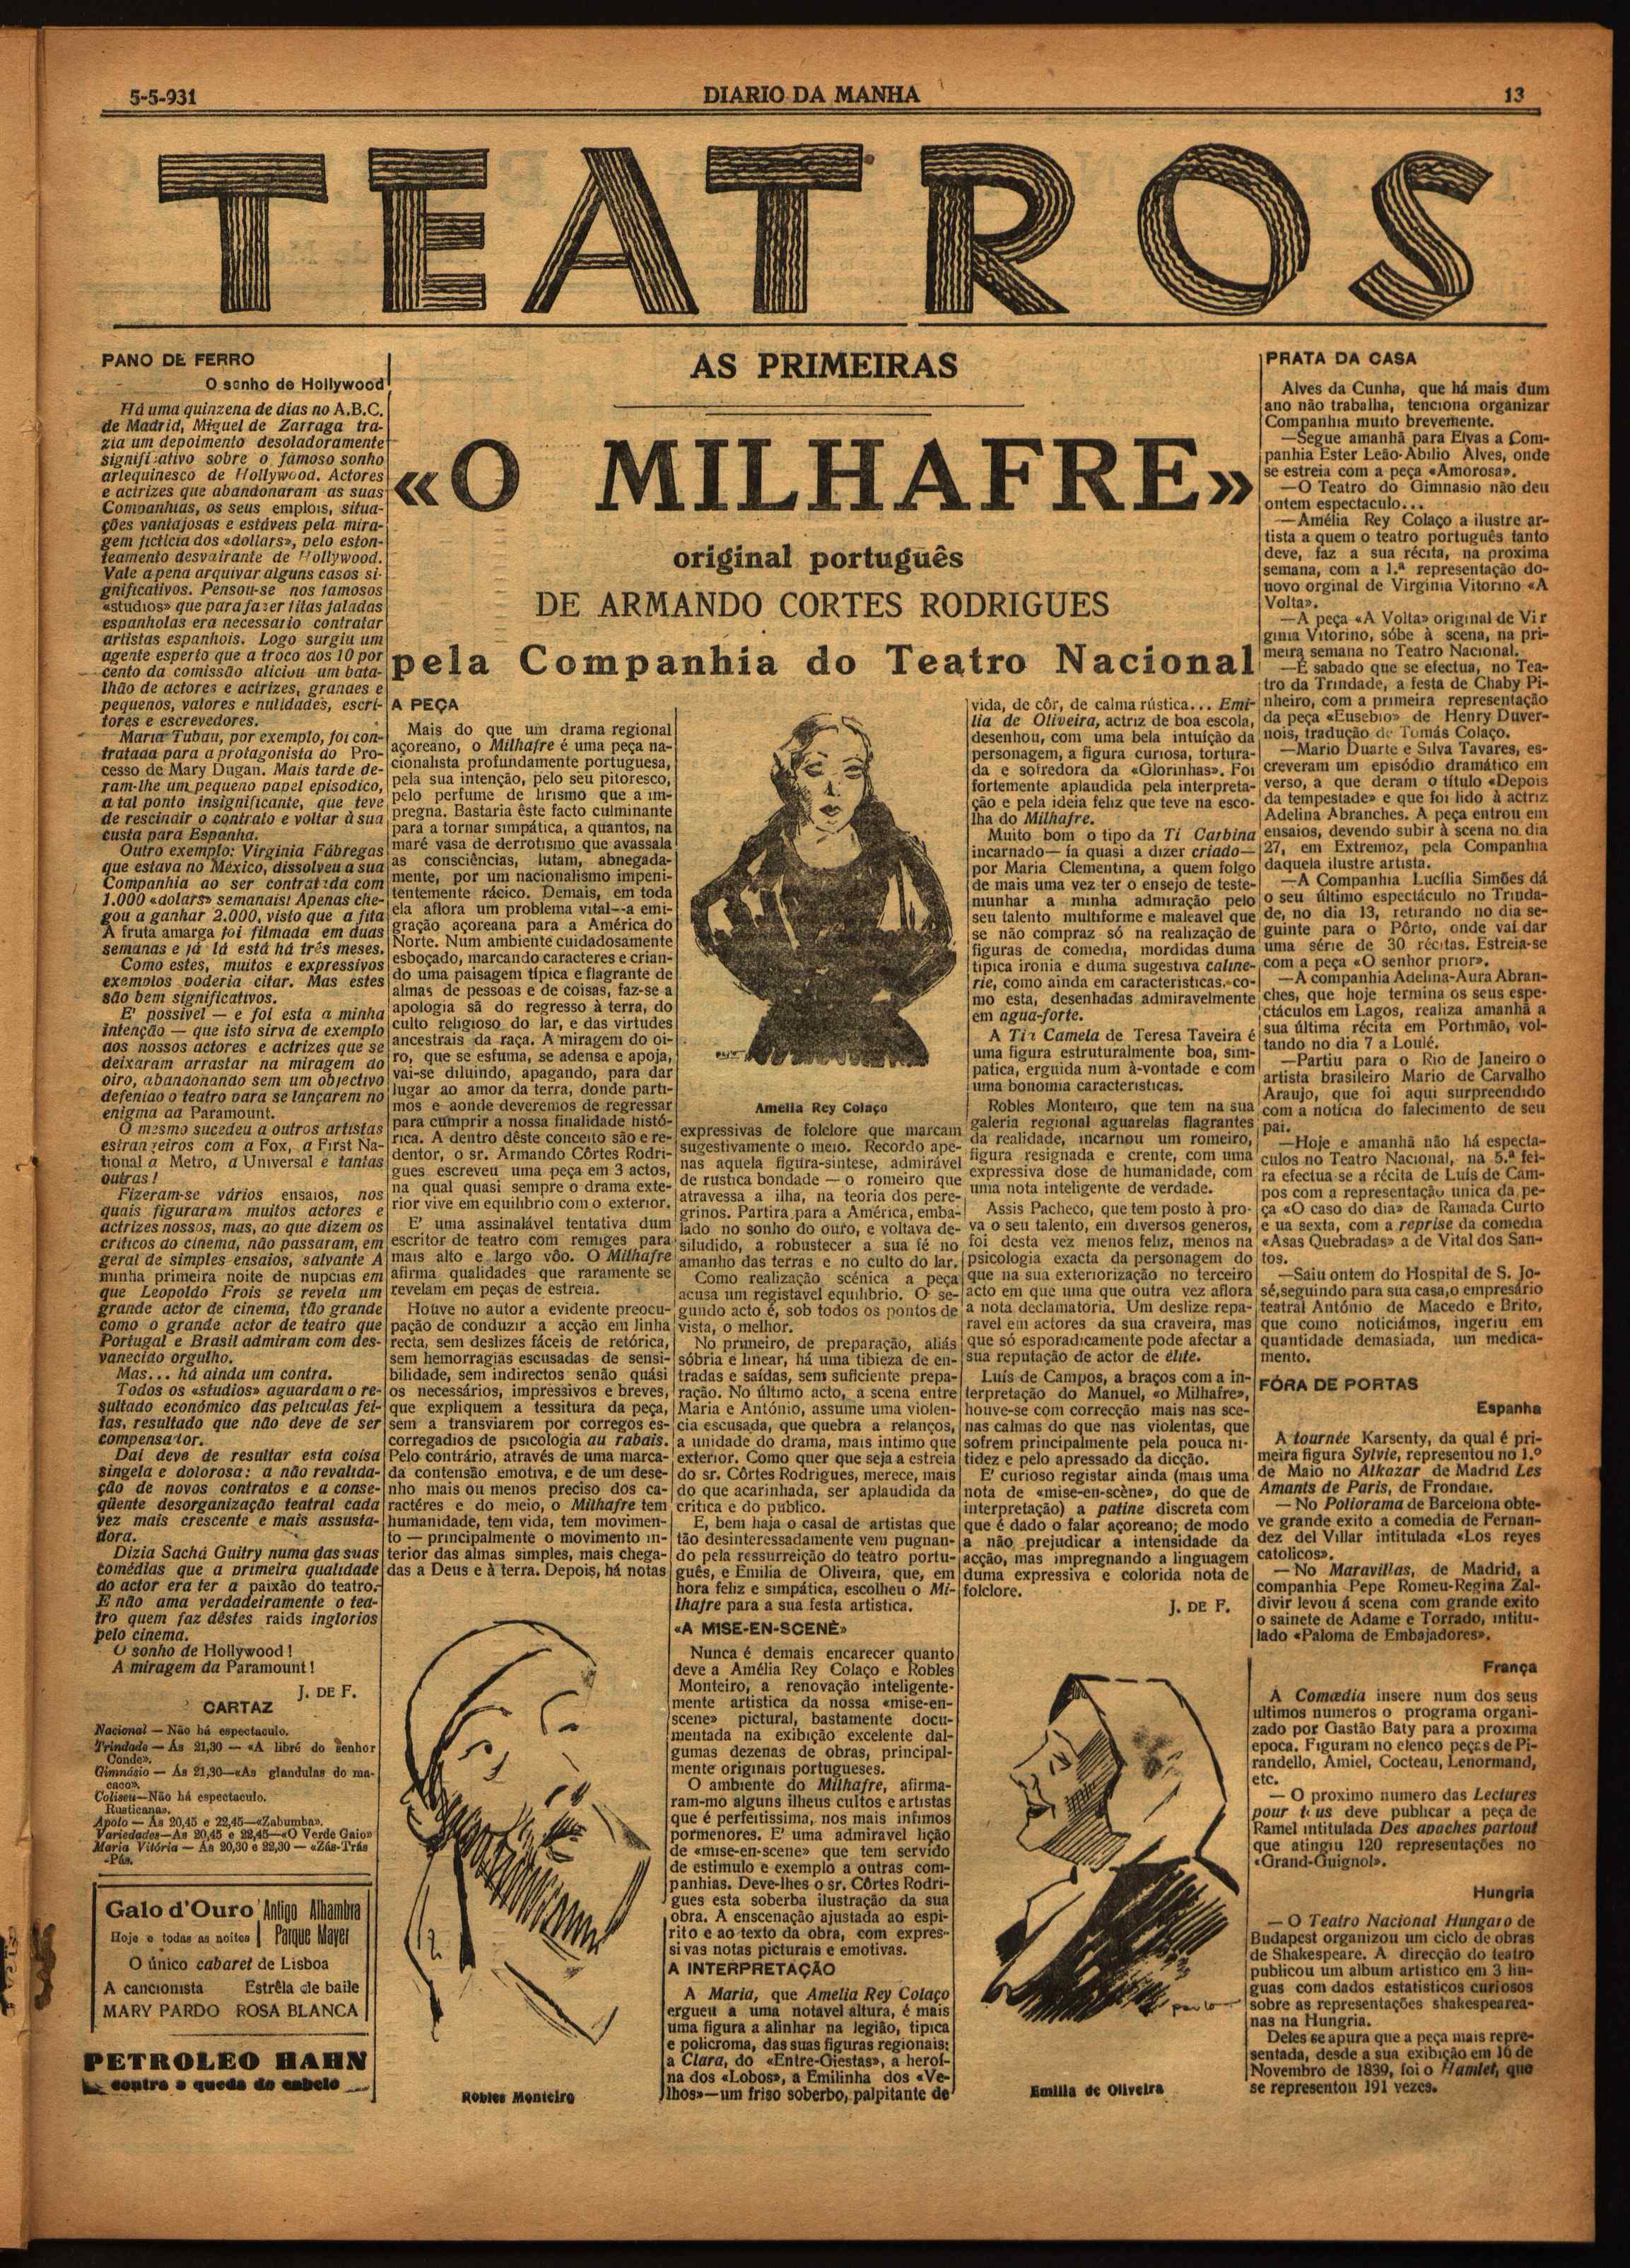 5-5-931
DIARIO DA MANHA
13
TEATROS
PANO DE FERRO
O sonho de Hollywood
Há uma quinzena de dias no A.B.C.
de Madrid, Miguel de Zarraga tra-
zia um depoimento desoladoramente
significativo sobre o famoso sonho
arlequinesco de Hollywood. Actores
e actrizes que abandonaram as suas
Companhias, os seus emplois, situa-
ções vantajosas e estáveis pela mira-
gem ficticia dos «dollars», pelo eston-
teamento desvairante de Hollywood.
Vale a pena arquivar alguns casos si-
gnificativos. Pensou-se nos famosos
«studios» que para fazer fitas faladas
espanholas era necessario contratar
artistas espanhois. Logo surgiu um
agente esperto que a troco dos 10 por
cento da comissão aliciou um bata-
lhão de actores e actrizes, grandes e
pequenos, valores e nulidades, escri-
tores e escrevedores.
Maria Tubau, por exemplo, foi con-
tratada para a protagonista do Pro-
cesso de Mary Dugan. Mais tarde de-
ram-lhe um pequeno papel episodico,
a tal ponto insignificante, que teve
de rescindir o contrato e voltar à sua
custa para Espanha.
Outro exemplo: Virginia Fábregas
que estava no México, dissolveu a sua
Companhia ao ser contratada com
1.000 «dolars» semanais! Apenas che-
gou a ganhar 2.000, visto que a fita
A fruta amarga foi filmada em duas
semanas e já lá está há três meses.
Como estes, muitos e expressivos
exemplos poderia citar. Mas estes
são bem significativos.
E' possivel — e foi esta a minha
intenção — que isto sirva de exemplo
aos nossos actores e actrizes que se
deixaram arrastar na miragem do
oiro, abandonando sem um objectivo
defenido o teatro para se lançarem no
enigma da Paramount.
O mesmo sucedeu a outros artistas
estrangeiros com a Fox, a First Na-
tional a Metro, a Universal e tantas
outras!
Fizeram-se vários ensaios, nos
quais figuraram muitos actores e
actrizes nossos, mas, ao que dizem os
criticos do cinema, não passaram, em
geral de simples ensaios, salvante A
minha primeira noite de nupcias em
que Leopoldo Frois se revela um
grande actor de cinema, tão grande
como o grande actor de teatro que
Portugal e Brasil admiram com des-
vanecido orgulho.
Mas... há ainda um contra.
Todos os «studios» aguardam o re-
sultado económico das peliculas fei-
tas, resultado que não deve de ser
compensator.
Dai deve de resultar esta coisa
singela e dolorosa: a não revalida-
ção de novos contratos e a conse-
qüente desorganização teatral cada
vez mais crescente e mais assusta-
dora.
Dizia Sachá Guitry numa das suas
comédias que a primeira qualidade
do actor era ter a paixão do teatro.
E não ama verdadeiramente o tea-
tro quem faz dêstes raids inglorios
pelo cinema.
O sonho de Hollywood!
A miragem da Paramount!
J. DE F.
CARTAZ
Nacional — Não há espectaculo.
Trindade — Ás 21,30 — «A libré do senhor
Conde».
Gimnásio — Ás 21,30—«As glandulas do ma-
caco».
Coliseu—Não há espectaculo.
Rusticana».
Apolo — Ás 20,45 e 22,45—«Zabumba».
Variedades—Ás 20,45 e 22,45—«O Verde Gaio»
Maria Vitória — Ás 20,30 e 22,30 — «Zás-Trás
-Pás.
Galo d'Ouro
Antigo Alhambra
Hoje e todas as noites
Parque Mayer
O único cabaret de Lisboa
A cancionista Estrêla de baile
MARY PARDO ROSA BLANCA
PETROLEO HAHN
contra a queda do cabelo
AS PRIMEIRAS
«O MILHAFRE»
original português
DE ARMANDO CORTES RODRIGUES
pela Companhia do Teatro Nacional
A PEÇA
Mais do que um drama regional
açoreano, o Milhafre é uma peça na-
cionalista profundamente portuguesa,
pela sua intenção, pelo seu pitoresco,
pelo perfume de lirismo que a im-
pregna. Bastaria êste facto culminante
para a tornar simpática, a quantos, na
maré vasa de derrotismo que avassala
as consciências, lutam, abnegada-
mente, por um nacionalismo impeni-
tentemente rácico. Demais, em toda
ela aflora um problema vital--a emi-
gração açoreana para a América do
Norte. Num ambiente cuidadosamente
esboçado, marcando caracteres e crian-
do uma paisagem típica e flagrante de
almas de pessoas e de coisas, faz-se a
apologia sã do regresso à terra, do
culto religioso do lar, e das virtudes
ancestrais da raça. A miragem do oi-
ro, que se esfuma, se adensa e apoja,
vai-se diluindo, apagando, para dar
lugar ao amor da terra, donde parti-
mos e aonde deveremos de regressar
para cumprir a nossa finalidade histó-
rica. A dentro dêste conceito são e re-
dentor, o sr. Armando Côrtes Rodri-
gues escreveu uma peça em 3 actos,
na qual quasi sempre o drama exte-
rior vive em equilíbrio com o exterior.
E' uma assinalável tentativa dum
escritor de teatro com remiges para
mais alto e largo vôo. O Milhafre
afirma qualidades que raramente se
revelam em peças de estreia.
Houve no autor a evidente preocu-
pação de conduzir a acção em linha
recta, sem deslizes fáceis de retórica,
sem hemorragias escusadas de sensi-
bilidade, sem indirectos senão quási
os necessários, impressivos e breves,
que expliquem a tessitura da peça,
sem a transviarem por corregos es-
corregadios de psicologia au rabais.
Pelo contrário, através de uma marca-
da contensão emotiva, e de um dese-
nho mais ou menos preciso dos ca-
ractéres e do meio, o Milhafre tem
humanidade, tem vida, tem movimen-
to — principalmente o movimento in-
terior das almas simples, mais chega-
das a Deus e à terra. Depois, há notas
Robles Monteiro
Amelia Rey Colaço
expressivas de folclore que marcam
sugestivamente o meio. Recordo ape-
nas aquela figura-sintese, admirável
de rustica bondade — o romeiro que
atravessa a ilha, na teoria dos pere-
grinos. Partira para a América, emba-
lado no sonho do ouro, e voltava de-
siludido, a robustecer a sua fé no
amanho das terras e no culto do lar.
Como realização scénica a peça
acusa um registável equilibrio. O se-
gundo acto é, sob todos os pontos de
vista, o melhor.
No primeiro, de preparação, aliás
sóbria e linear, há uma tibieza de en-
tradas e saídas, sem suficiente prepa-
ração. No último acto, a scena entre
Maria e António, assume uma violen-
cia escusada, que quebra a relanços,
a unidade do drama, mais intimo que
exterior. Como quer que seja a estreia
do sr. Côrtes Rodrigues, merece, mais
do que acarinhada, ser aplaudida da
critica e do publico.
E, bem haja o casal de artistas que
tão desinteressadamente vem pugnan-
do pela ressurreição do teatro portu-
guês, e Emilia de Oliveira, que, em
hora feliz e simpática, escolheu o Mi-
lhafre para a sua festa artistica.
«A MISE-EN-SCENE»
Nunca é demais encarecer quanto
deve a Amélia Rey Colaço e Robles
Monteiro, a renovação inteligente-
mente artistica da nossa «mise-en-
scene» pictural, bastamente docu-
mentada na exibição excelente dal-
gumas dezenas de obras, principal-
mente originais portugueses.
O ambiente do Milhafre, afirma-
ram-mo alguns ilheus cultos e artistas
que é perfeitissima, nos mais infimos
pormenores. E' uma admiravel lição
de «mise-en-scene» que tem servido
de estimulo e exemplo a outras com-
panhias. Deve-lhes o sr. Côrtes Rodri-
gues esta soberba ilustração da sua
obra. A enscenação ajustada ao espi-
rito e ao texto da obra, com expres-
sivas notas picturais e emotivas.
A INTERPRETAÇÃO
A Maria, que Amelia Rey Colaço
ergueu a uma notavel altura, é mais
uma figura a alinhar na legião, tipica
e policroma, das suas figuras regionais:
a Clara, do «Entre-Giestas», a heroí-
na dos «Lobos», a Emilinha dos «Ve-
lhos»—um friso soberbo, palpitante de
vida, de côr, de calma rústica... Emi-
lia de Oliveira, actriz de boa escola,
desenhou, com uma bela intuição da
personagem, a figura curiosa, tortura-
da e sofredora da «Glorinhas». Foi
fortemente aplaudida pela interpreta-
ção e pela ideia feliz que teve na esco-
lha do Milhafre.
Muito bom o tipo da Ti Carbina
incarnado— ia quasi a dizer criado—
por Maria Clementina, a quem folgo
de mais uma vez ter o ensejo de teste-
munhar a minha admiração pelo
seu talento multiforme e maleavel que
se não compraz só na realização de
figuras de comedia, mordidas duma
tipica ironia e duma sugestiva caline-
rie, como ainda em caracteristicas, co-
mo esta, desenhadas admiravelmente
em agua-forte.
A Tia Camela de Teresa Taveira é
uma figura estruturalmente boa, sim-
patica, erguida num à-vontade e com
uma bonomia caracteristicas.
Robles Monteiro, que tem na sua
galeria regional aguarelas flagrantes
da realidade, incarnou um romeiro,
figura resignada e crente, com uma
expressiva dose de humanidade, com
uma nota inteligente de verdade.
Assis Pacheco, que tem posto à pro-
va o seu talento, em diversos generos,
foi desta vez menos feliz, menos na
psicologia exacta da personagem do
que na sua exteriorização no terceiro
acto em que uma que outra vez aflora
a nota declamatoria. Um deslize repa-
ravel em actores da sua craveira, mas
que só esporadicamente pode afectar a
sua reputação de actor de élite.
Luís de Campos, a braços com a in-
terpretação do Manuel, «o Milhafre»,
houve-se com correcção mais nas sce-
nas calmas do que nas violentas, que
sofrem principalmente pela pouca ni-
tidez e pelo apressado da dicção.
E' curioso registar ainda (mais uma
nota de «mise-en-scène», do que de
interpretação) a patine discreta com
que é dado o falar açoreano; de modo
a não prejudicar a intensidade da
acção, mas impregnando a linguagem
duma expressiva e colorida nota de
folclore.
J. DE F.
paulo
Emilia de Oliveira
PRATA DA CASA
Alves da Cunha, que há mais dum
ano não trabalha, tenciona organizar
Companhia muito brevemente.
—Segue amanhã para Elvas a Com-
panhia Ester Leão-Abilio Alves, onde
se estreia com a peça «Amorosa».
—O Teatro do Gimnasio não deu
ontem espectaculo...
—Amélia Rey Colaço a ilustre ar-
tista a quem o teatro português tanto
deve, faz a sua récita, na proxima
semana, com a 1.ª representação do
novo orginal de Virginia Vitorino «A
Volta».
—A peça «A Volta» original de Vir
ginia Vitorino, sóbe à scena, na pri-
meira semana no Teatro Nacional.
—É sabado que se efectua, no Tea-
tro da Trindade, a festa de Chaby Pi-
nheiro, com a primeira representação
da peça «Eusebio» de Henry Duver-
nois, tradução de Tomás Colaço.
—Mario Duarte e Silva Tavares, es-
creveram um episódio dramático em
verso, a que deram o título «Depois
da tempestade» e que foi lido à actriz
Adelina Abranches. A peça entrou em
ensaios, devendo subir à scena no dia
27, em Extremoz, pela Companhia
daquela ilustre artista.
—A Companhia Lucília Simões dá
o seu último espectáculo no Trinda-
de, no dia 13, retirando no dia se-
guinte para o Pôrto, onde vai dar
uma série de 30 récitas. Estreia-se
com a peça «O senhor prior».
—A companhia Adelina-Aura Abran-
ches, que hoje termina os seus espe-
ctáculos em Lagos, realiza amanhã a
sua última récita em Portimão, vol-
tando no dia 7 a Loulé.
—Partiu para o Rio de Janeiro o
artista brasileiro Mario de Carvalho
Araujo, que foi aqui surpreendido
com a notícia do falecimento de seu
pai.
—Hoje e amanhã não há especta-
culos no Teatro Nacional, na 5.ª fei-
ra efectua-se a récita de Luís de Cam-
pos com a representação unica da pe-
ça «O caso do dia» de Ramada Curto
e ua sexta, com a reprise da comedia
«Asas Quebradas» a de Vital dos San-
tos.
—Saiu ontem do Hospital de S. Jo-
sé, seguindo para sua casa, o empresário
teatral António de Macedo e Brito,
que como noticiámos, ingeriu em
quantidade demasiada, um medica-
mento.
FÓRA DE PORTAS
Espanha
A tournée Karsenty, da qual é pri-
meira figura Sylvie, representou no 1.º
de Maio no Alkazar de Madrid Les
Amants de Paris, de Frondaie.
— No Poliorama de Barcelona obte-
ve grande exito a comedia de Fernan-
dez del Villar intitulada «Los reyes
catolicos».
— No Maravillas, de Madrid, a
companhia Pepe Romeu-Regina Zal-
divir levou á scena com grande exito
o sainete de Adame e Torrado, intitu-
lado «Paloma de Embajadores».
França
A Comœdia insere num dos seus
ultimos numeros o programa organi-
zado por Gastão Baty para a proxima
epoca. Figuram no elenco peças de Pi-
randello, Amiel, Cocteau, Lenormand,
etc.
— O proximo numero das Lectures
pour tous deve publicar a peça de
Ramel intitulada Des apaches partout
que atingiu 120 representações no
«Grand-Guignol».
Hungria
— O Teatro Nacional Hungaro de
Budapest organizou um ciclo de obras
de Shakespeare. A direcção do teatro
publicou um album artistico em 3 lin-
guas com dados estatisticos curiosos
sobre as representações shakespearea-
nas na Hungria.
Deles se apura que a peça mais repre-
sentada, desde a sua exibição em 16 de
Novembro de 1839, foi o Hamlet, que
se representou 191 vezes.